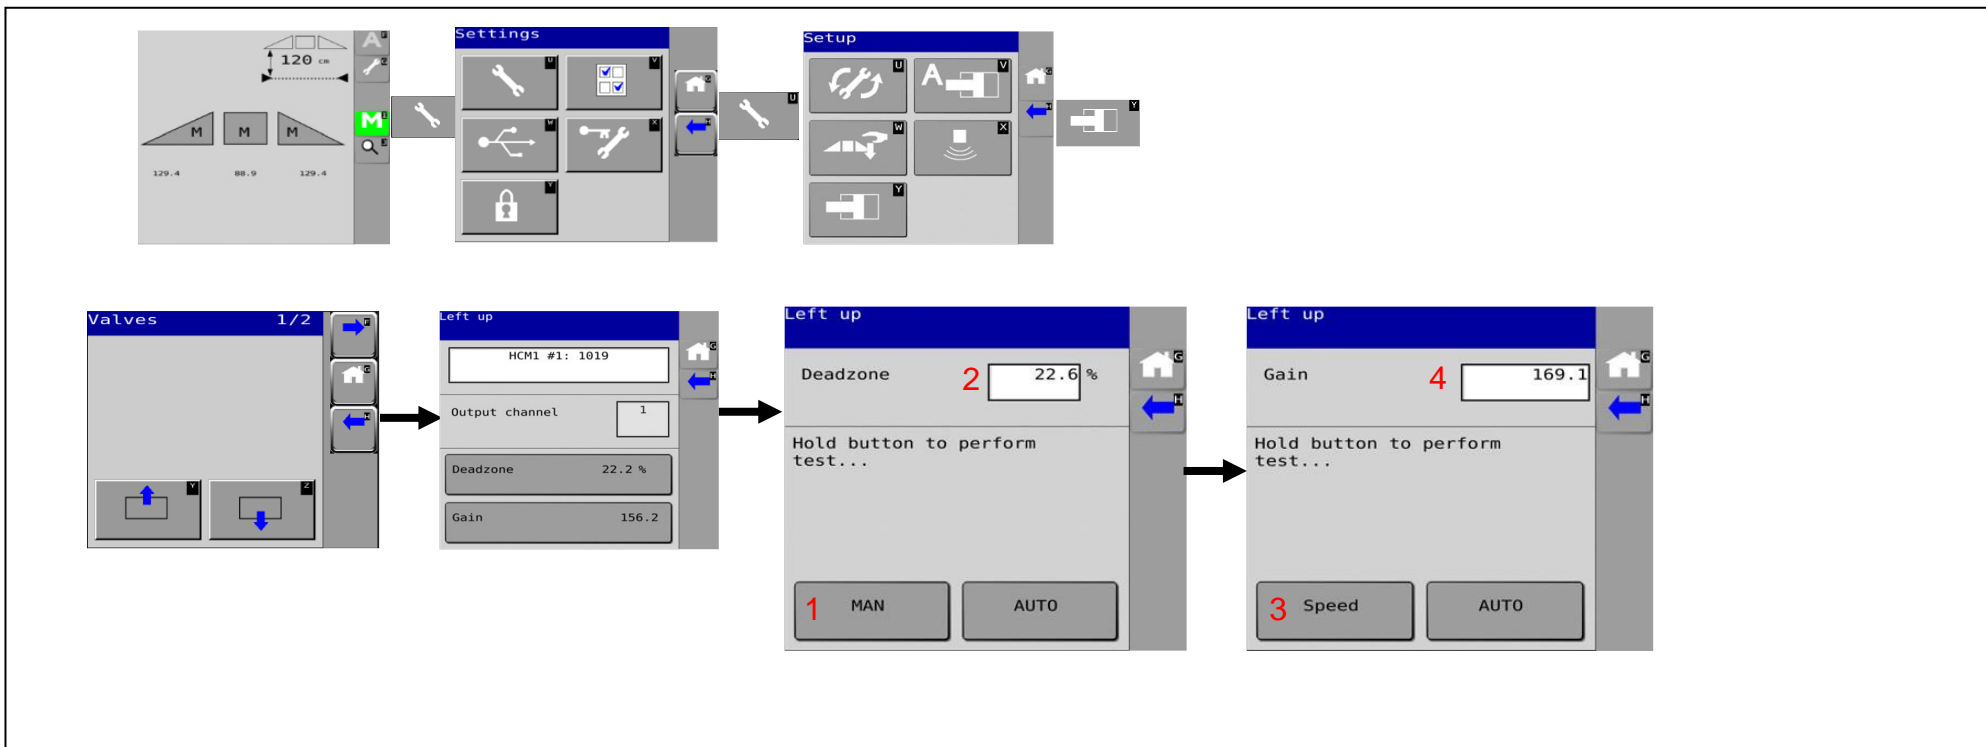 A F
120 cm
G
M M M
M I
J
129.4 88.9 129.4
Settings
U V
G
W X
H
Y
U
Setup
U A V
G
W X
H
Y
Y
Valves 1/2
F
G
H
Y Z
Left up
HCM1 #1: 1019
G
H
Output channel 1
Deadzone 22.2 %
Gain 156.2
Left up
Deadzone 2 22.6 %
G
H
Hold button to perform
test...
1 MAN AUTO
Left up
Gain 4 169.1
G
H
Hold button to perform
test...
3 Speed AUTO